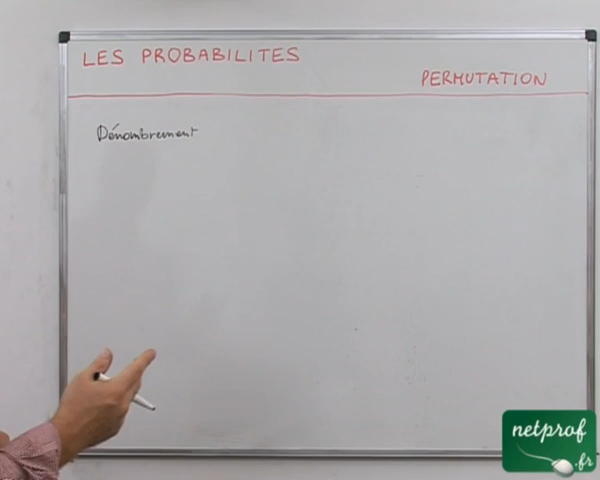 LES PROBABILITES
PERMUTATION
Dénombrement
netprof
.fr